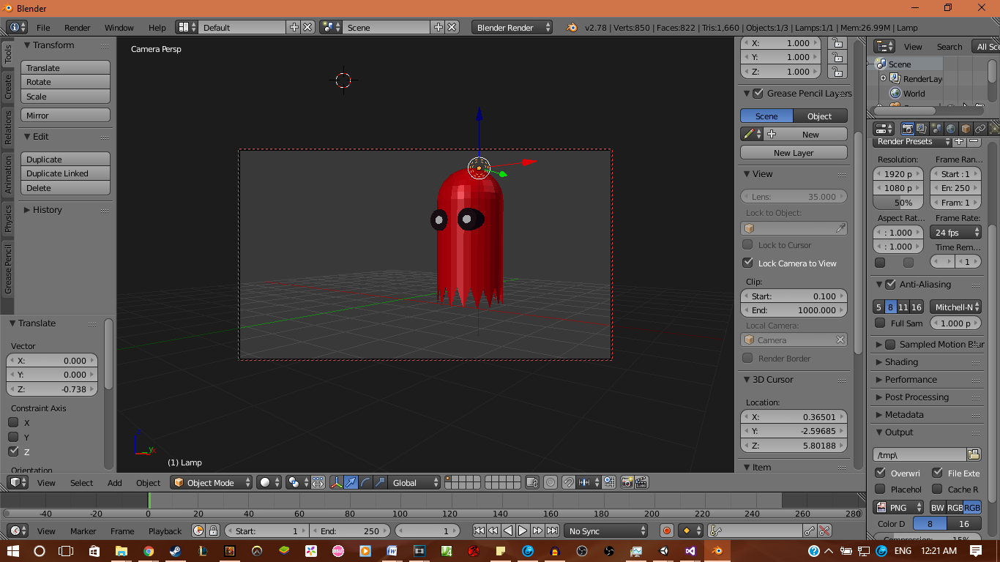 Blender
File Render Window Help Default Scene Blender Render v2.78 | Verts:850 | Faces:822 | Tris:1,660 | Objects:1/3 | Lamps:1/1 | Mem:26.99M | Lamp
Tools
Create
Relations
Animation
Physics
Grease Pencil
Transform
Translate
Rotate
Scale
Mirror
Edit
Duplicate
Duplicate Linked
Delete
History
Translate
Vector
X: 0.000
Y: 0.000
Z: -0.738
Constraint Axis
X
Y
Z
Orientation
Camera Persp
(1) Lamp
X: 1.000
Y: 1.000
Z: 1.000
Grease Pencil Layers
Scene Object
New
New Layer
View
Lens: 35.000
Lock to Object:
Lock to Cursor
Lock Camera to View
Clip:
Start: 0.100
End: 1000.000
Local Camera:
Camera
Render Border
3D Cursor
Location:
X: 0.36501
Y: -2.59685
Z: 5.80188
Item
View Search All Sce
Scene
RenderLay
World
Render Presets
Resolution: Frame Ran...
1920 p Start : 1
1080 p En: 250
50% Fram: 1
Aspect Rat... Frame Rate:
: 1.000 24 fps
: 1.000 Time Rem...
1
Anti-Aliasing
5 8 11 16 Mitchell-N
Full Sam 1.000 p
Sampled Motion Blur
Shading
Performance
Post Processing
Metadata
Output
/tmp\
Overwri File Exte
Placehol Cache R
PNG BW RGB RGB
Color D 8 16
Compression: 15%
View Select Add Object Object Mode Global
-40 -20 0 20 40 60 80 100 120 140 160 180 200 220 240 260 280
View Marker Frame Playback Start: 1 End: 250 1 No Sync
ENG 12:21 AM